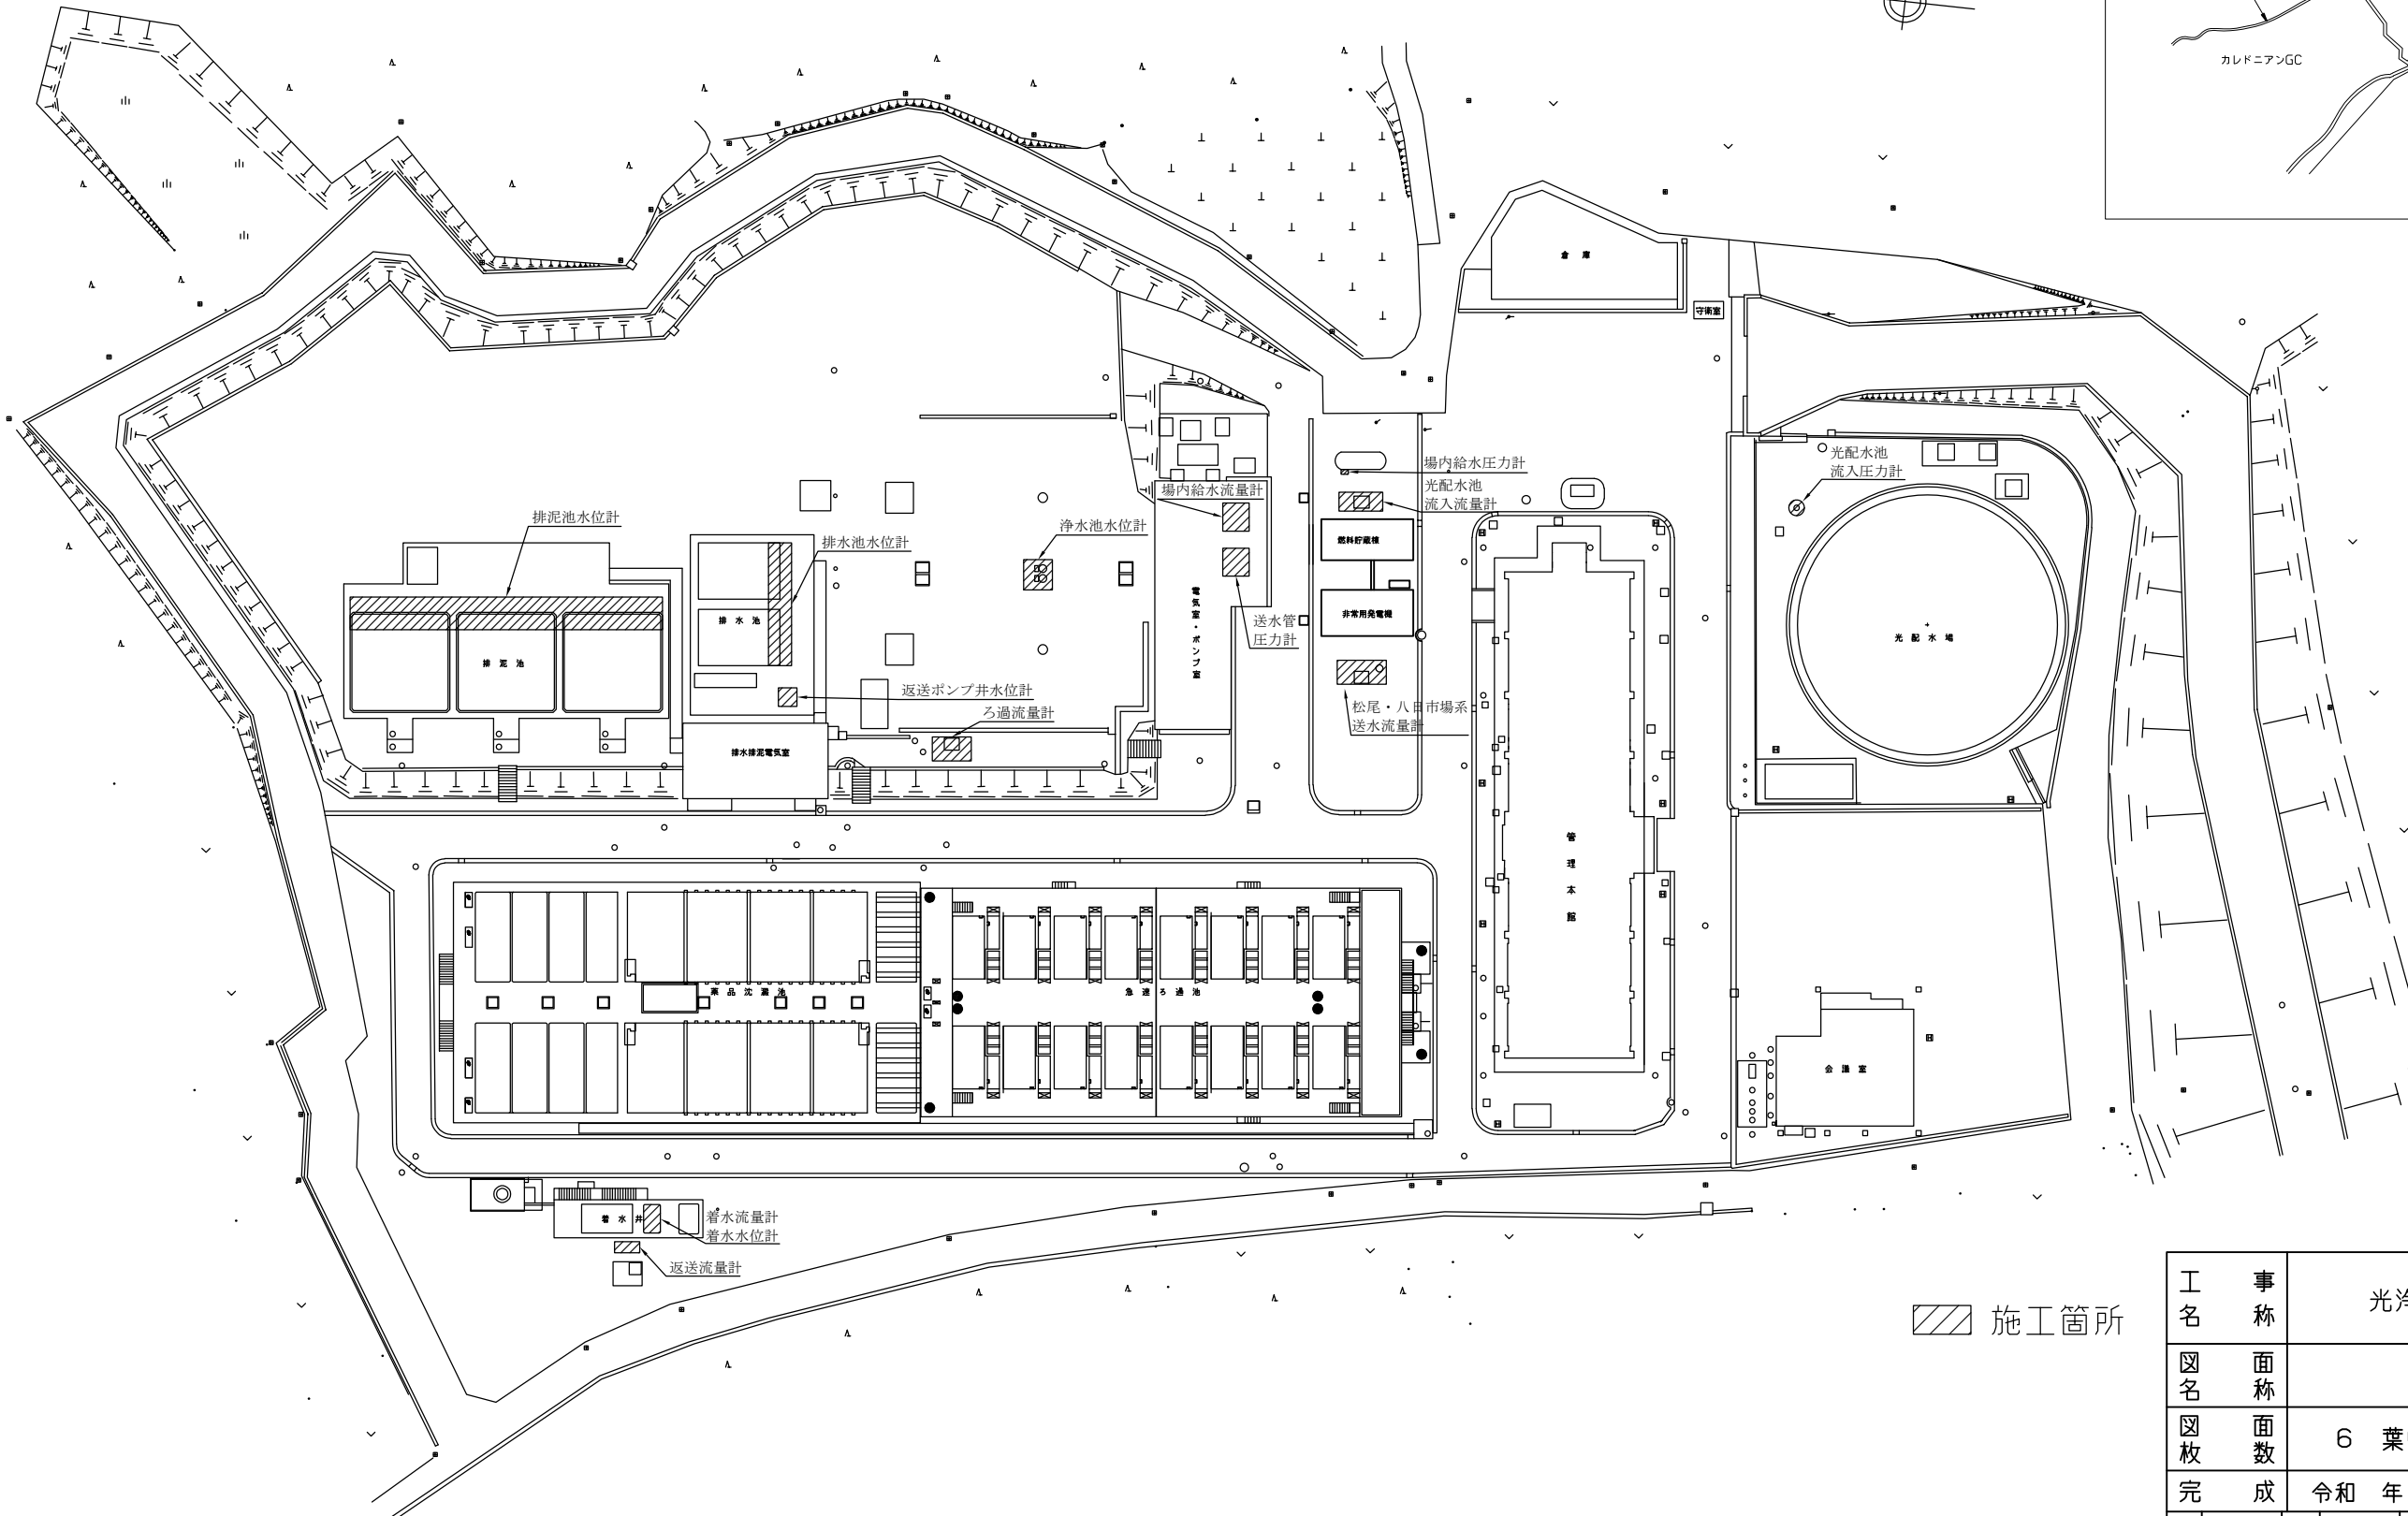 カレドニアンGC
倉庫
守衛室
場内給水圧力計
光配水池
流入圧力計
場内給水流量計
光配水池
流入流量計
排泥池水位計
浄水池水位計
排水池水位計
燃料貯蔵槽
電気室・ポンプ室
非常用発電機
排水池
送水管
圧力計
光配水場
排泥池
返送ポンプ井水位計
松尾・八日市場系
送水流量計
ろ過流量計
排水排泥電気室
管理本館
薬品沈澱池
急速ろ過池
会議室
着水井
着水流量計
着水水位計
返送流量計
施工箇所
工事
名称
光浄
図面
名称
図面
枚数
6 葉
完成
令和 年